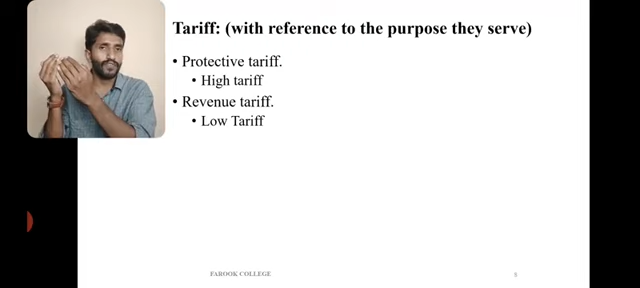 Tariff: (with reference to the purpose they serve)
• Protective tariff.
• High tariff
• Revenue tariff.
• Low Tariff
FAROOK COLLEGE